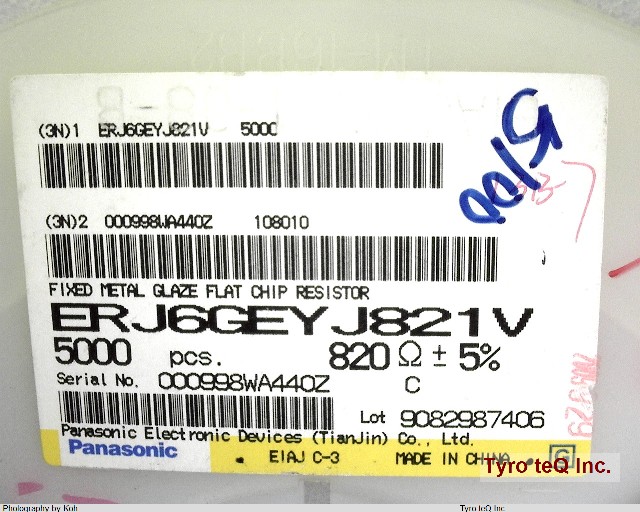 (3N)1 ERJ6GEYJ821V 5000
(3N)2 000998WA440Z 108010
FIXED METAL GLAZE FLAT CHIP RESISTOR
ERJ6GEYJ821V
5000 pcs. 820 Ω ± 5%
Serial No. 000998WA440Z C
Lot 9082987406
Panasonic Electronic Devices (TianJin) Co., Ltd.
Panasonic EIAJ C-3 MADE IN CHINA G
Tyro teQ Inc.
Photography by Koh Tyro teQ Inc